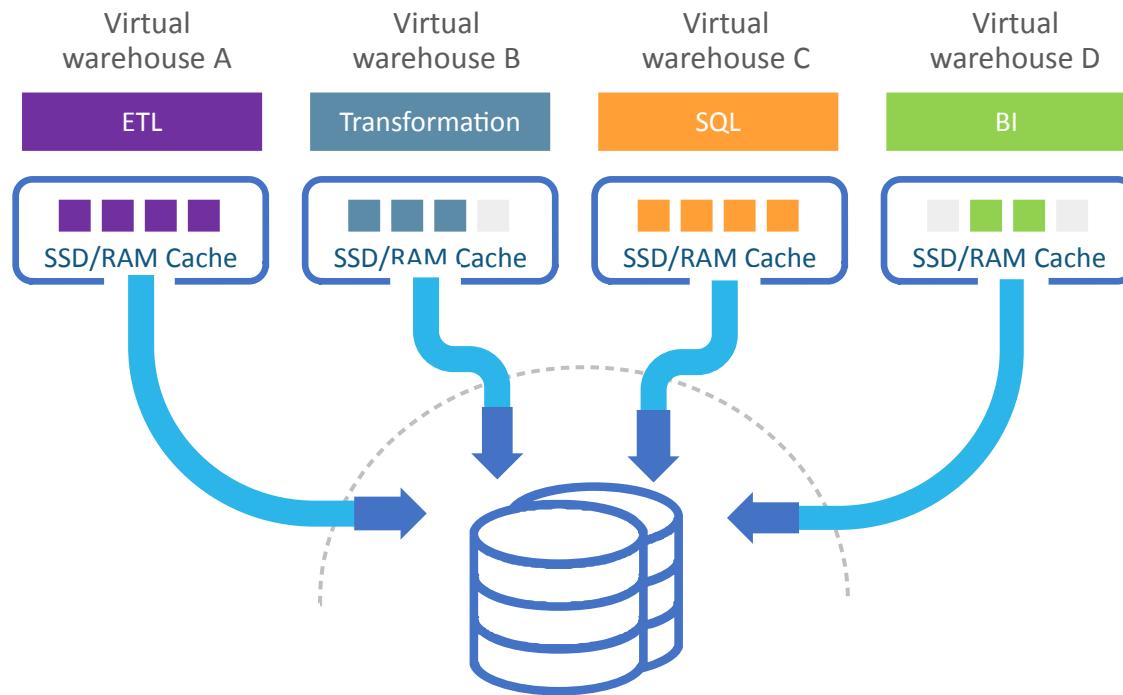 Virtual
warehouse A
Virtual
warehouse B
Virtual
warehouse C
Virtual
warehouse D
ETL
Transformation
SQL
BI
SSD/RAM Cache
SSD/RAM Cache
SSD/RAM Cache
SSD/RAM Cache